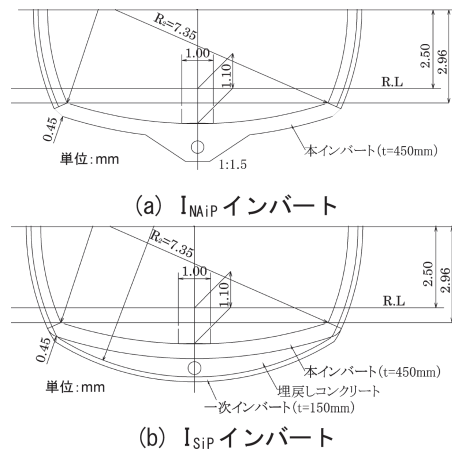 R₂=7.35
1.00
1.10
2.50
2.96
R.L
0.45
単位:mm
1:1.5
本インバート(t=450mm)
(a) I_NAiP インバート
R₂=7.35
1.00
1.10
2.50
2.96
R.L
0.45
単位:mm
本インバート(t=450mm)
埋戻しコンクリート
一次インバート(t=150mm)
(b) I_SiP インバート